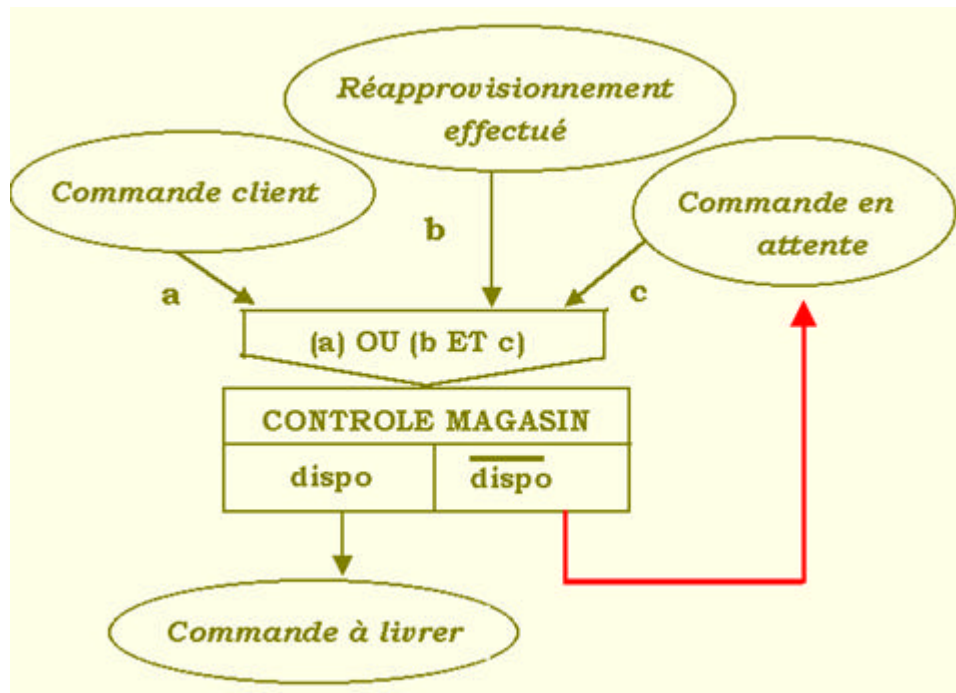 Réapprovisionnement
effectué
Commande client
Commande en
attente
b
a
c
(a) OU (b ET c)
CONTROLE MAGASIN
dispo
dispo
Commande à livrer